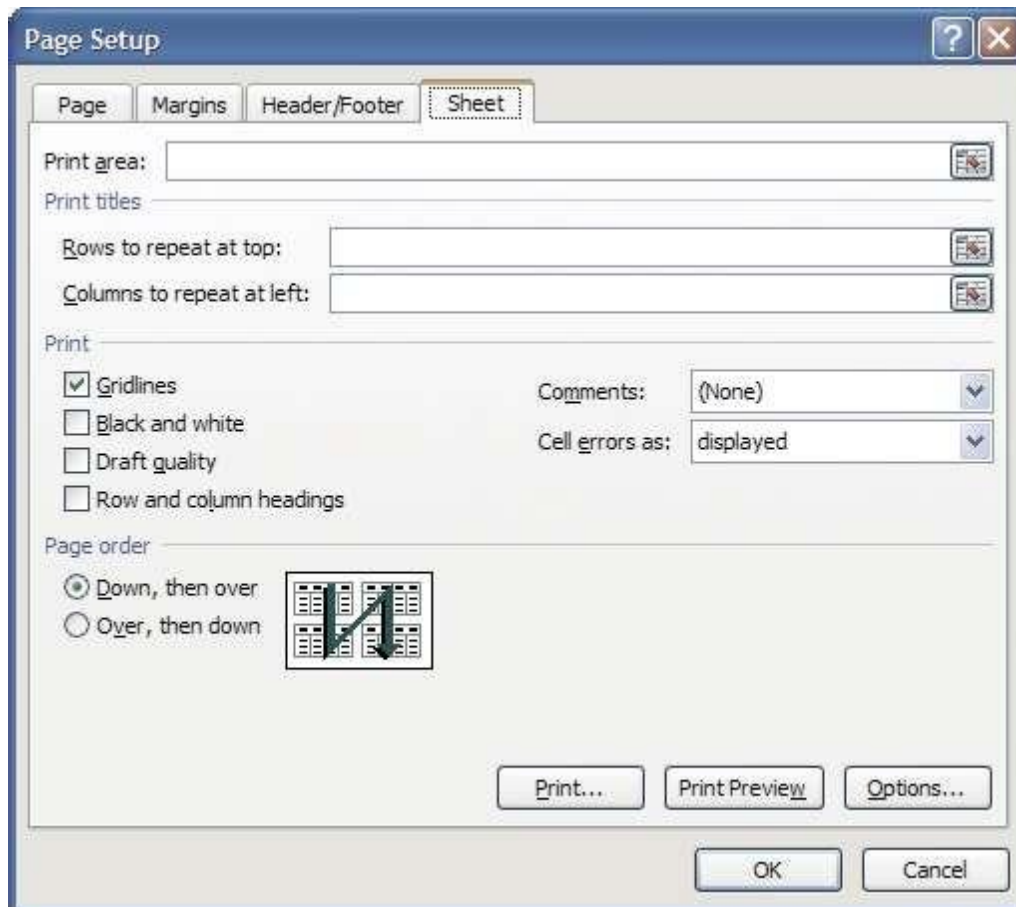 Page Setup
Page Margins Header/Footer Sheet
Print area:
Print titles
Rows to repeat at top:
Columns to repeat at left:
Print
Gridlines
Black and white
Draft quality
Row and column headings
Comments: (None)
Cell errors as: displayed
Page order
Down, then over
Over, then down
Print... Print Preview Options...
OK Cancel